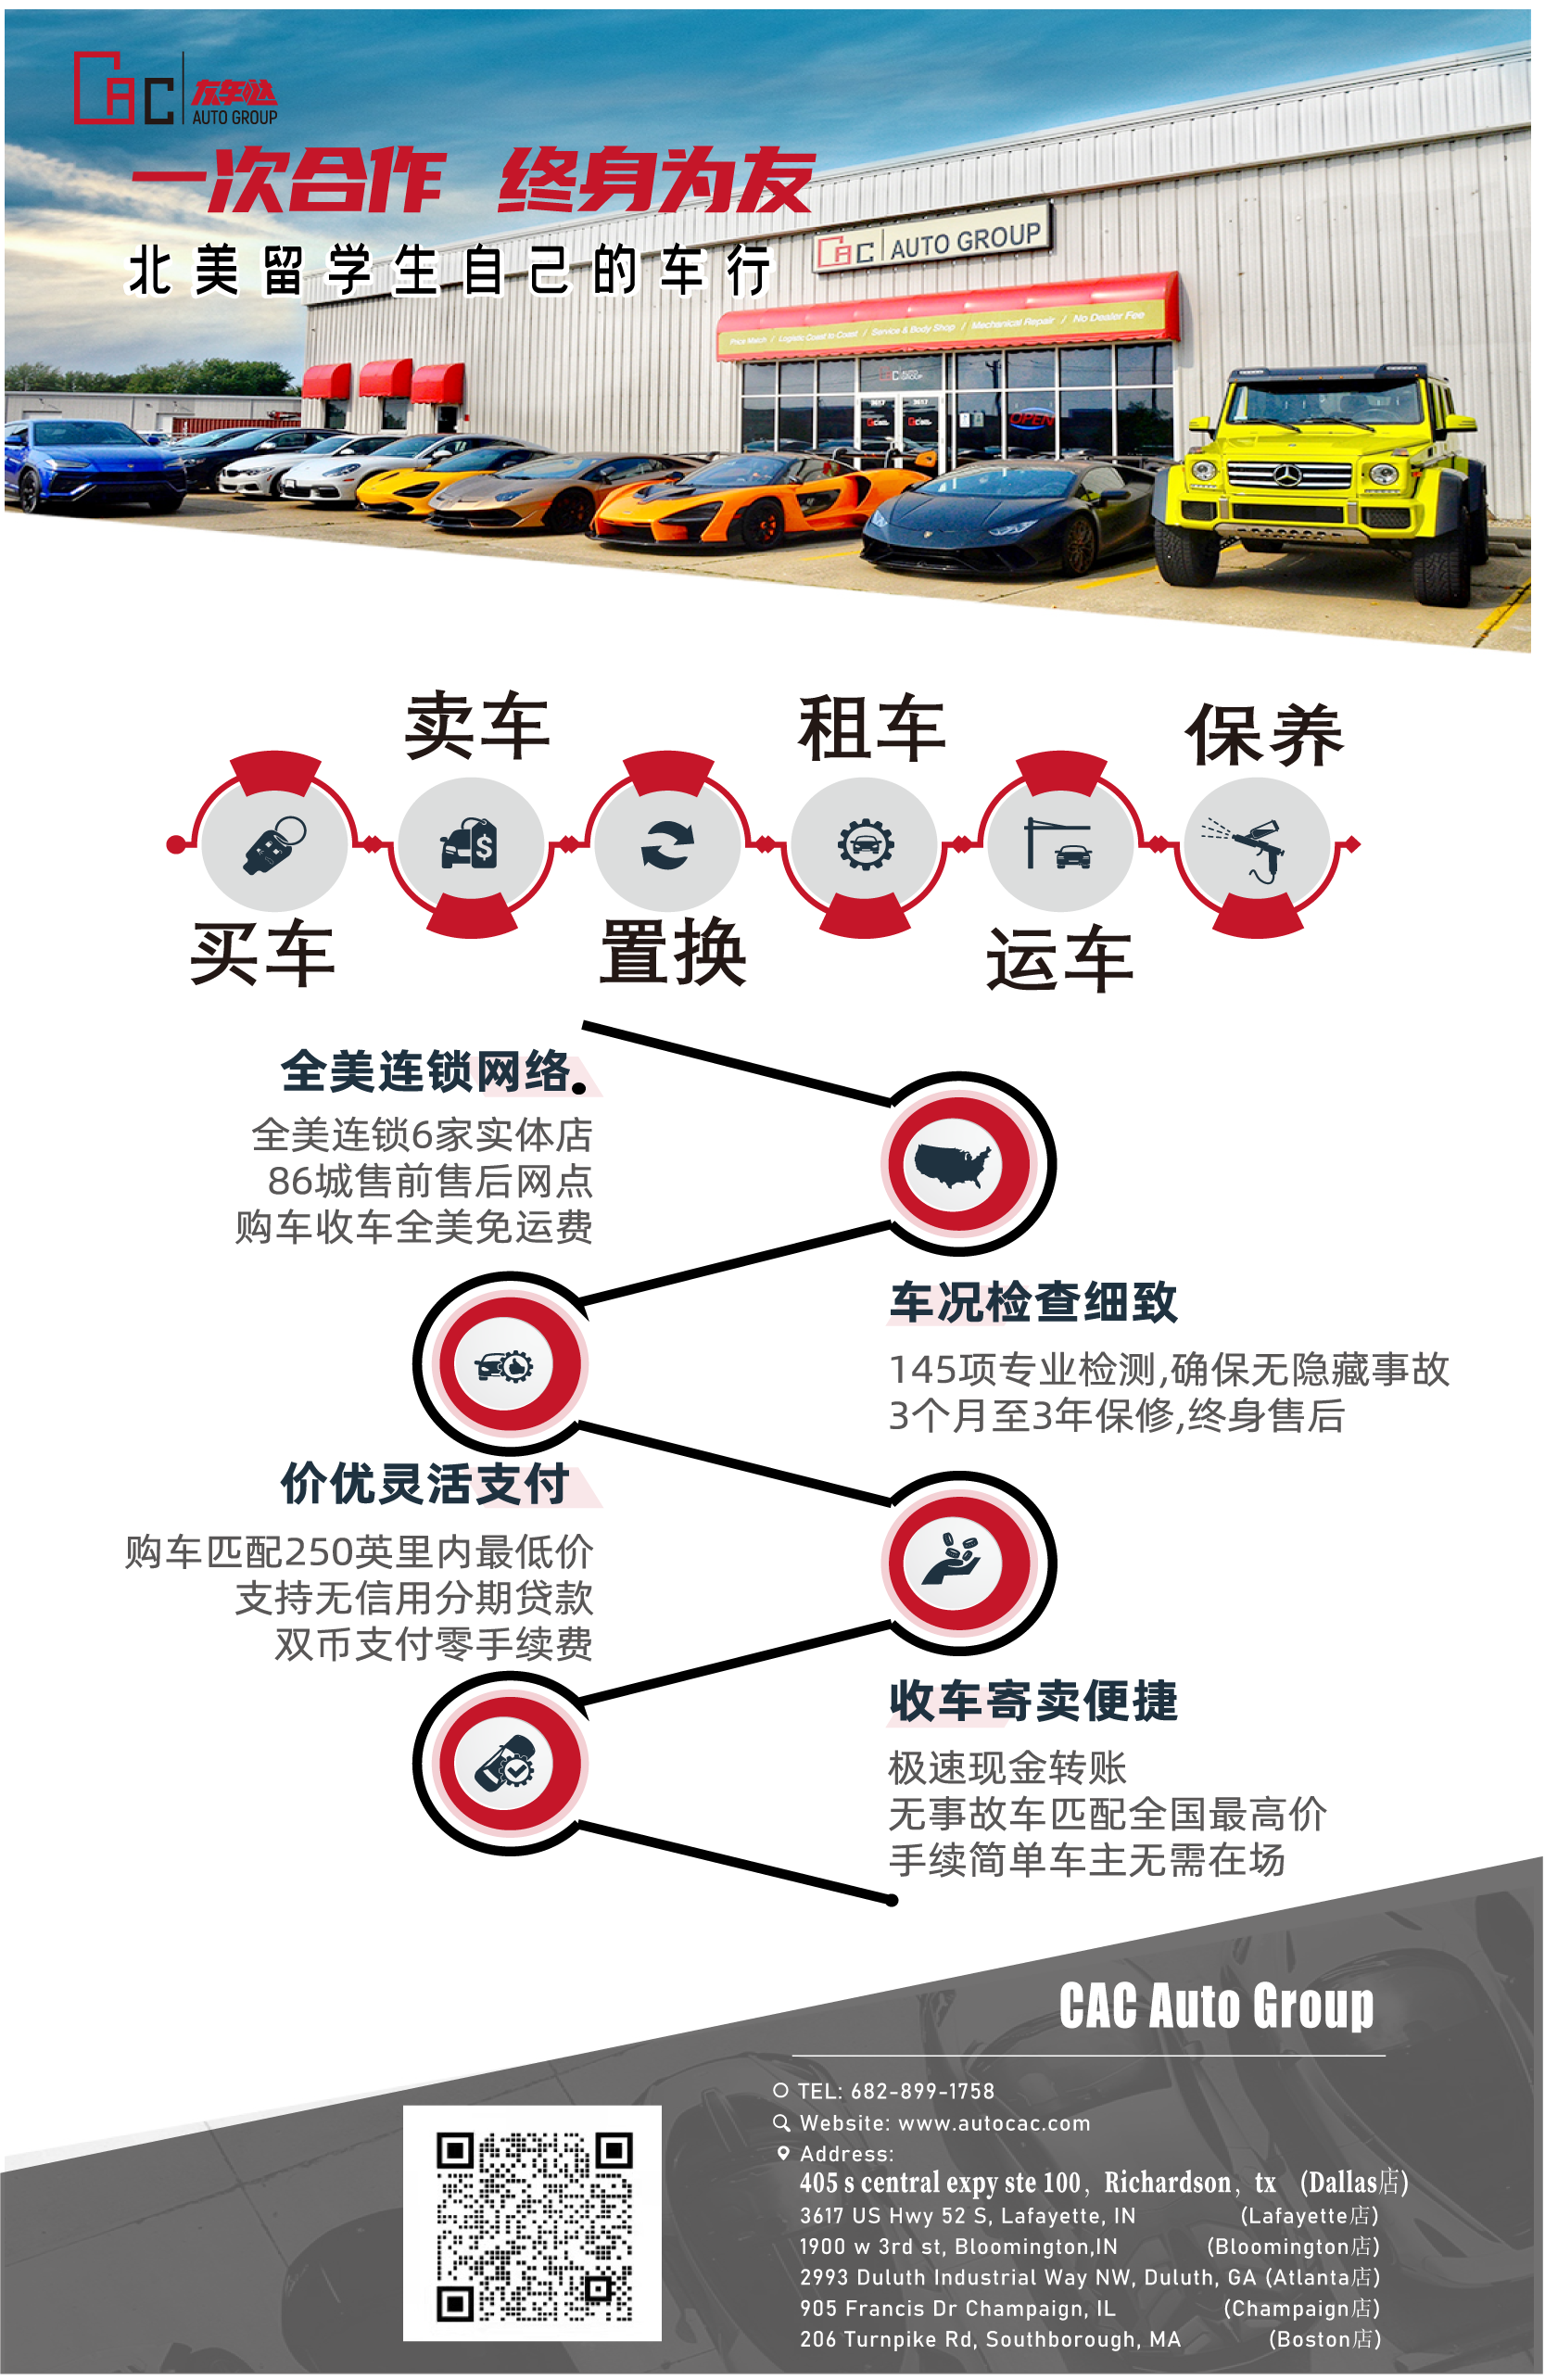 CAC 友车哒
AUTO GROUP
一次合作 终身为友
北美留学生自己的车行
CAC AUTO GROUP
Price Match / Logistic Coast to Coast / Service & Body Shop / Mechanical Repair / No Dealer Fee
CAC AUTO GROUP
3617 3617
OPEN
卖车 租车 保养
$
买车 置换 运车
全美连锁网络
全美连锁6家实体店
86城售前售后网点
购车收车全美免运费
车况检查细致
145项专业检测,确保无隐藏事故
3个月至3年保修,终身售后
价优灵活支付
购车匹配250英里内最低价
支持无信用分期贷款
双币支付零手续费
收车寄卖便捷
极速现金转账
无事故车匹配全国最高价
手续简单车主无需在场
CAC Auto Group
TEL: 682-899-1758
Website: www.autocac.com
Address:
405 s central expy ste 100, Richardson, tx (Dallas店)
3617 US Hwy 52 S, Lafayette, IN (Lafayette店)
1900 w 3rd st, Bloomington,IN (Bloomington店)
2993 Duluth Industrial Way NW, Duluth, GA (Atlanta店)
905 Francis Dr Champaign, IL (Champaign店)
206 Turnpike Rd, Southborough, MA (Boston店)